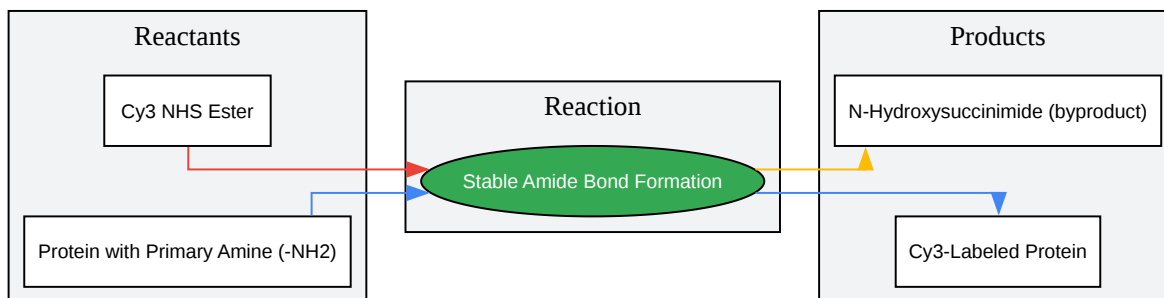 Reactants
Cy3 NHS Ester
Protein with Primary Amine (-NH2)
Reaction
Stable Amide Bond Formation
Products
N-Hydroxysuccinimide (byproduct)
Cy3-Labeled Protein